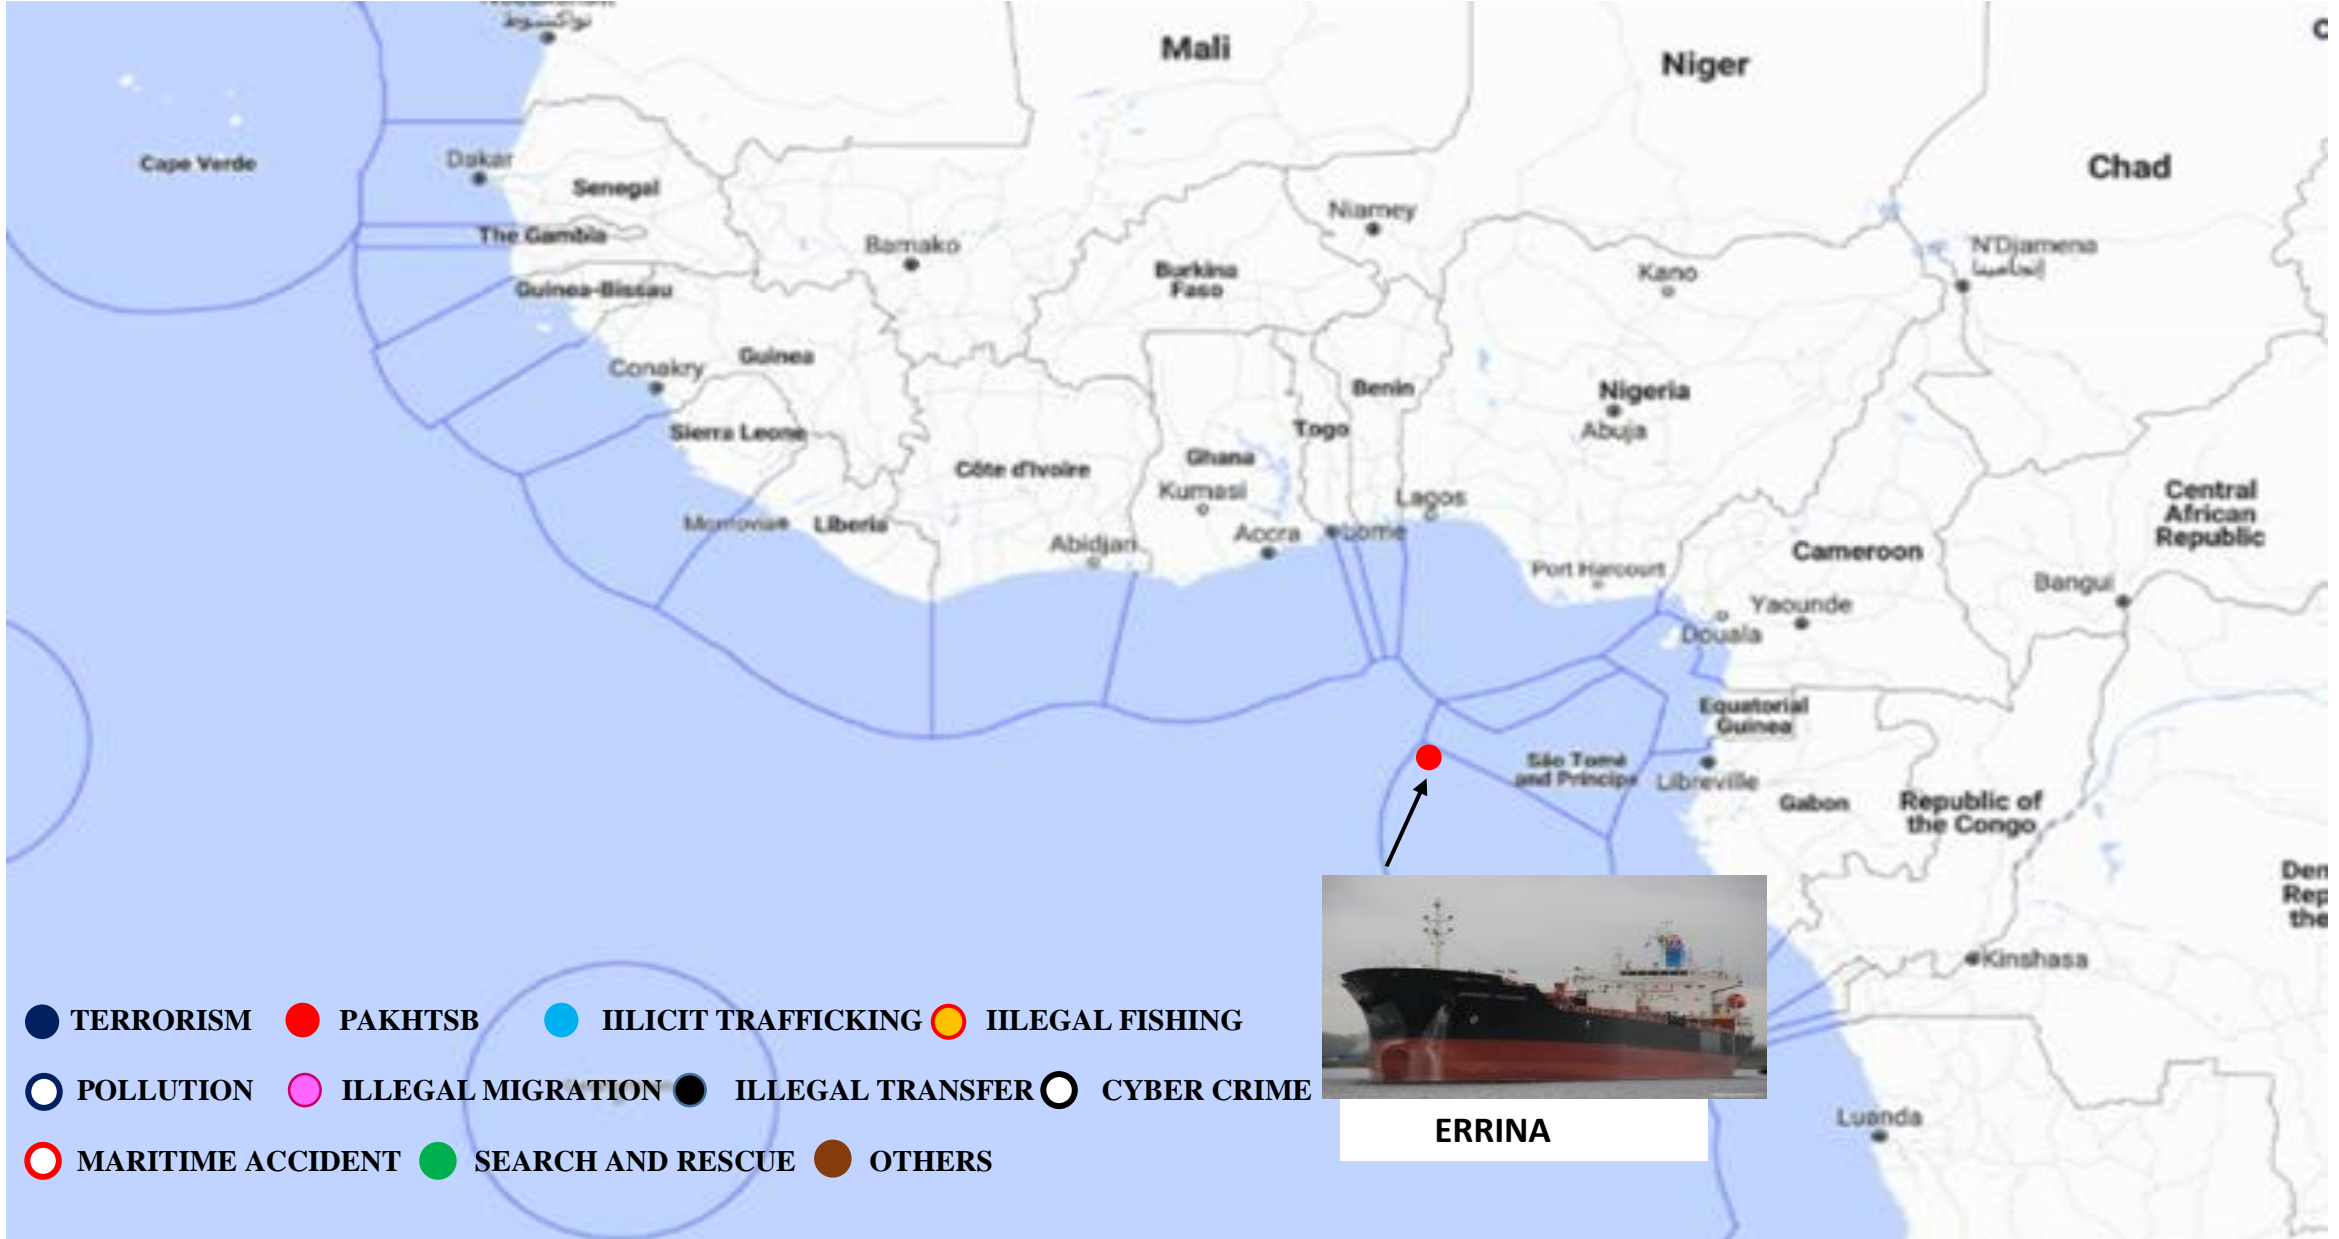 نواكشوط
Mali
Niger
Cape Verde
Dakar
Senegal
Chad
Niamey
The Gambia
Bamako
Burkina
Faso
Kano
N'Djamena
إنجامينا
Guinea-Bissau
Guinea
Conakry
Benin
Nigeria
Abuja
Sierra Leone
Togo
Côte d'Ivoire
Ghana
Kumasi
Lagos
Central
African
Republic
Monrovia
Liberia
Abidjan
Accra
Lome
Cameroon
Port Harcourt
Bangui
Yaounde
Douala
Equatorial
Guinea
São Tomé
and Príncipe
Libreville
Gabon
Republic of
the Congo
Kinshasa
Luanda
TERRORISM PAKHTSB IILICIT TRAFFICKING IILEGAL FISHING
POLLUTION ILLEGAL MIGRATION ILLEGAL TRANSFER CYBER CRIME
MARITIME ACCIDENT SEARCH AND RESCUE OTHERS
ERRINA